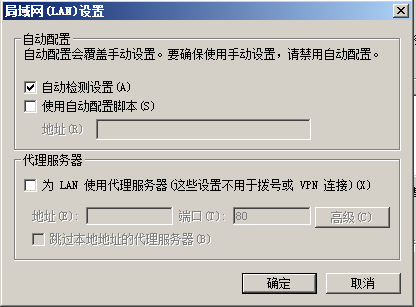 局域网(LAN)设置
自动配置
自动配置会覆盖手动设置。要确保使用手动设置，请禁用自动配置。
自动检测设置(A)
使用自动配置脚本(S)
地址(R)
代理服务器
为 LAN 使用代理服务器(这些设置不用于拨号或 VPN 连接)(X)
地址(E): 端口(T): 80 高级(C)
跳过本地地址的代理服务器(B)
确定 取消